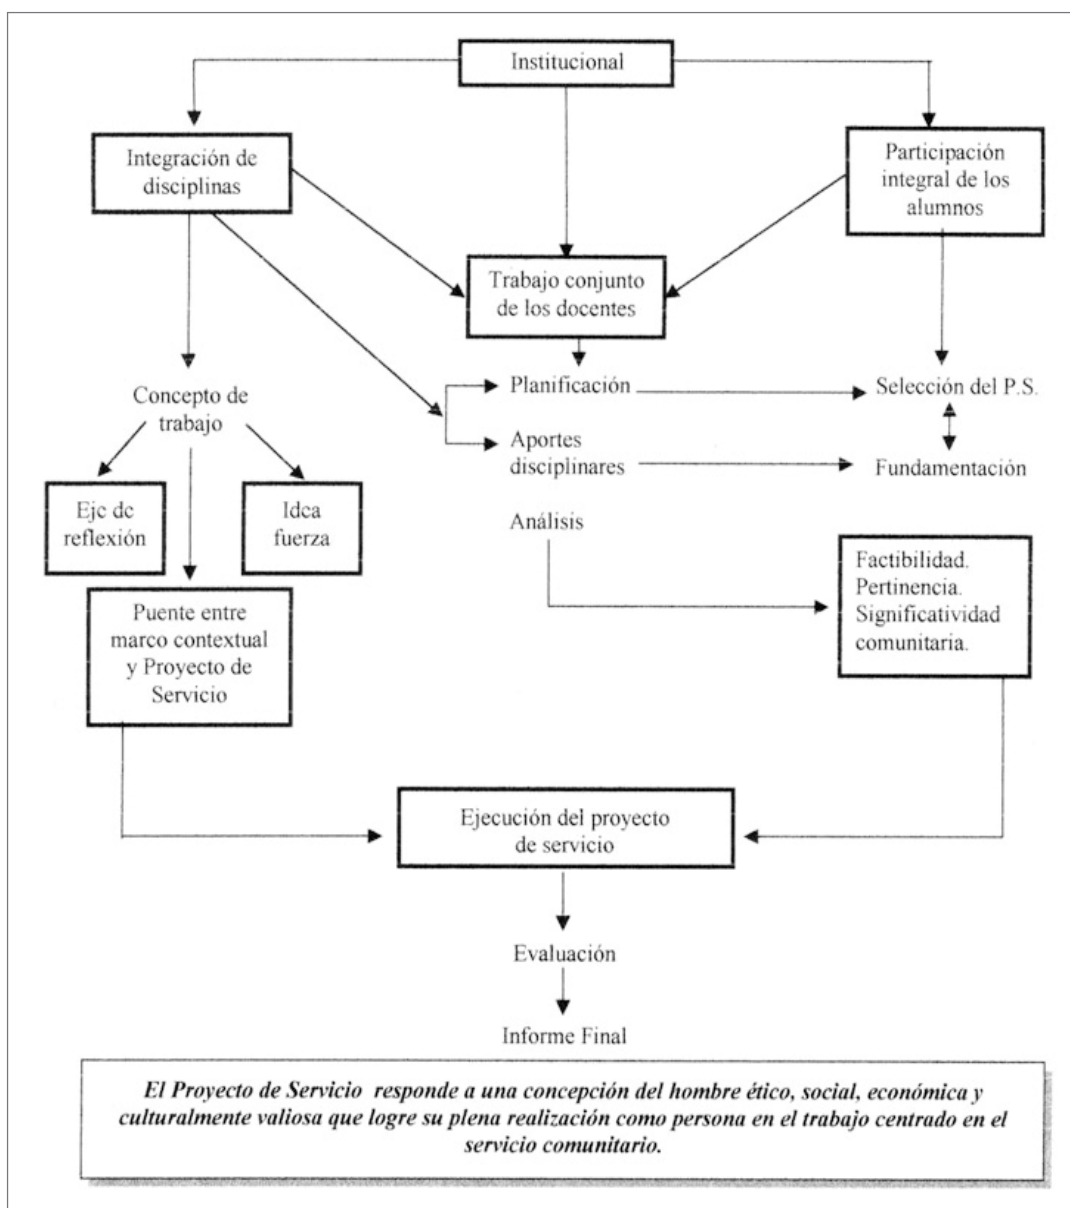 Institucional
Integración de
disciplinas
Participación
integral de los
alumnos
Trabajo conjunto
de los docentes
Planificación
Selección del P.S.
Concepto de
trabajo
Aportes
disciplinares
Fundamentación
Eje de
reflexión
Idea
fuerza
Análisis
Factibilidad.
Pertinencia.
Significatividad
comunitaria.
Puente entre
marco contextual
y Proyecto de
Servicio
Ejecución del proyecto
de servicio
Evaluación
Informe Final
El Proyecto de Servicio responde a una concepción del hombre ético, social, económica y
culturalmente valiosa que logre su plena realización como persona en el trabajo centrado en el
servicio comunitario.